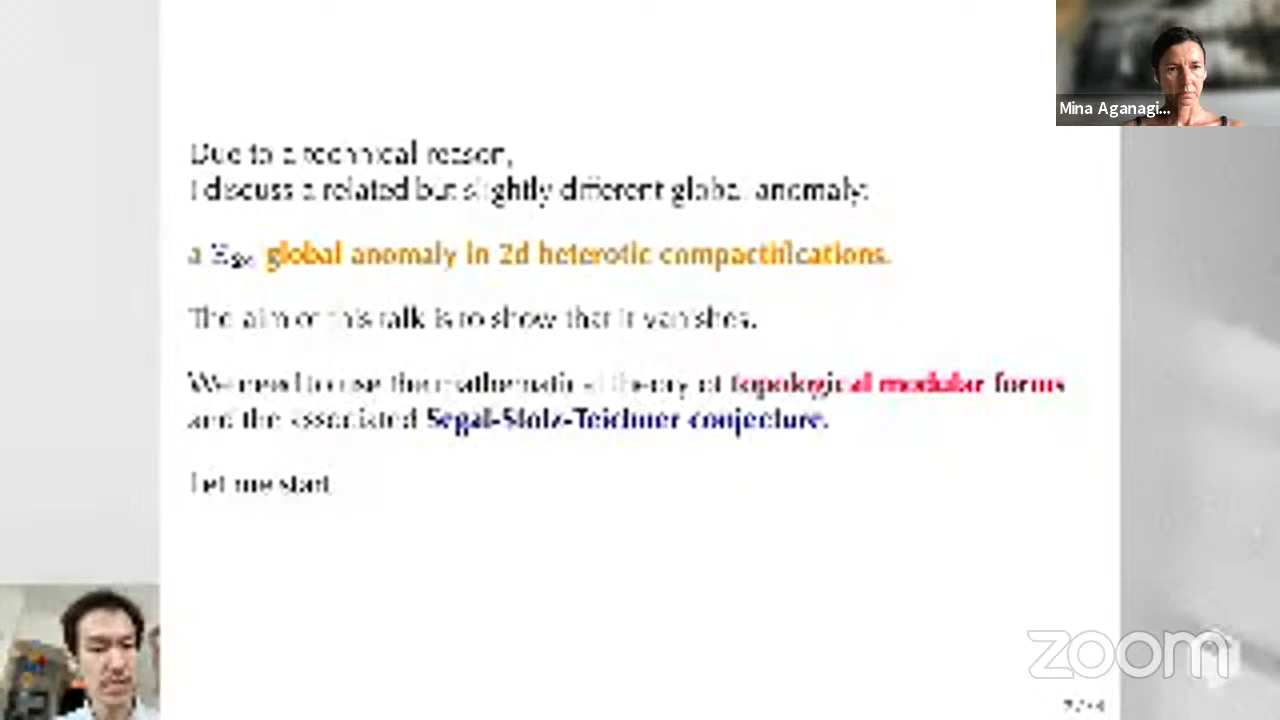 Due to a technical reason,
I discuss a related but slightly different global anomaly:
a global anomaly in 2d heterotic compactifications.
The aim of this talk is to show that it vanishes.
We need to use the mathematical theory of topological modular forms
and the associated Segal-Stolz-Teichner conjecture.
Let me start
Mina Aganagi...
zoom